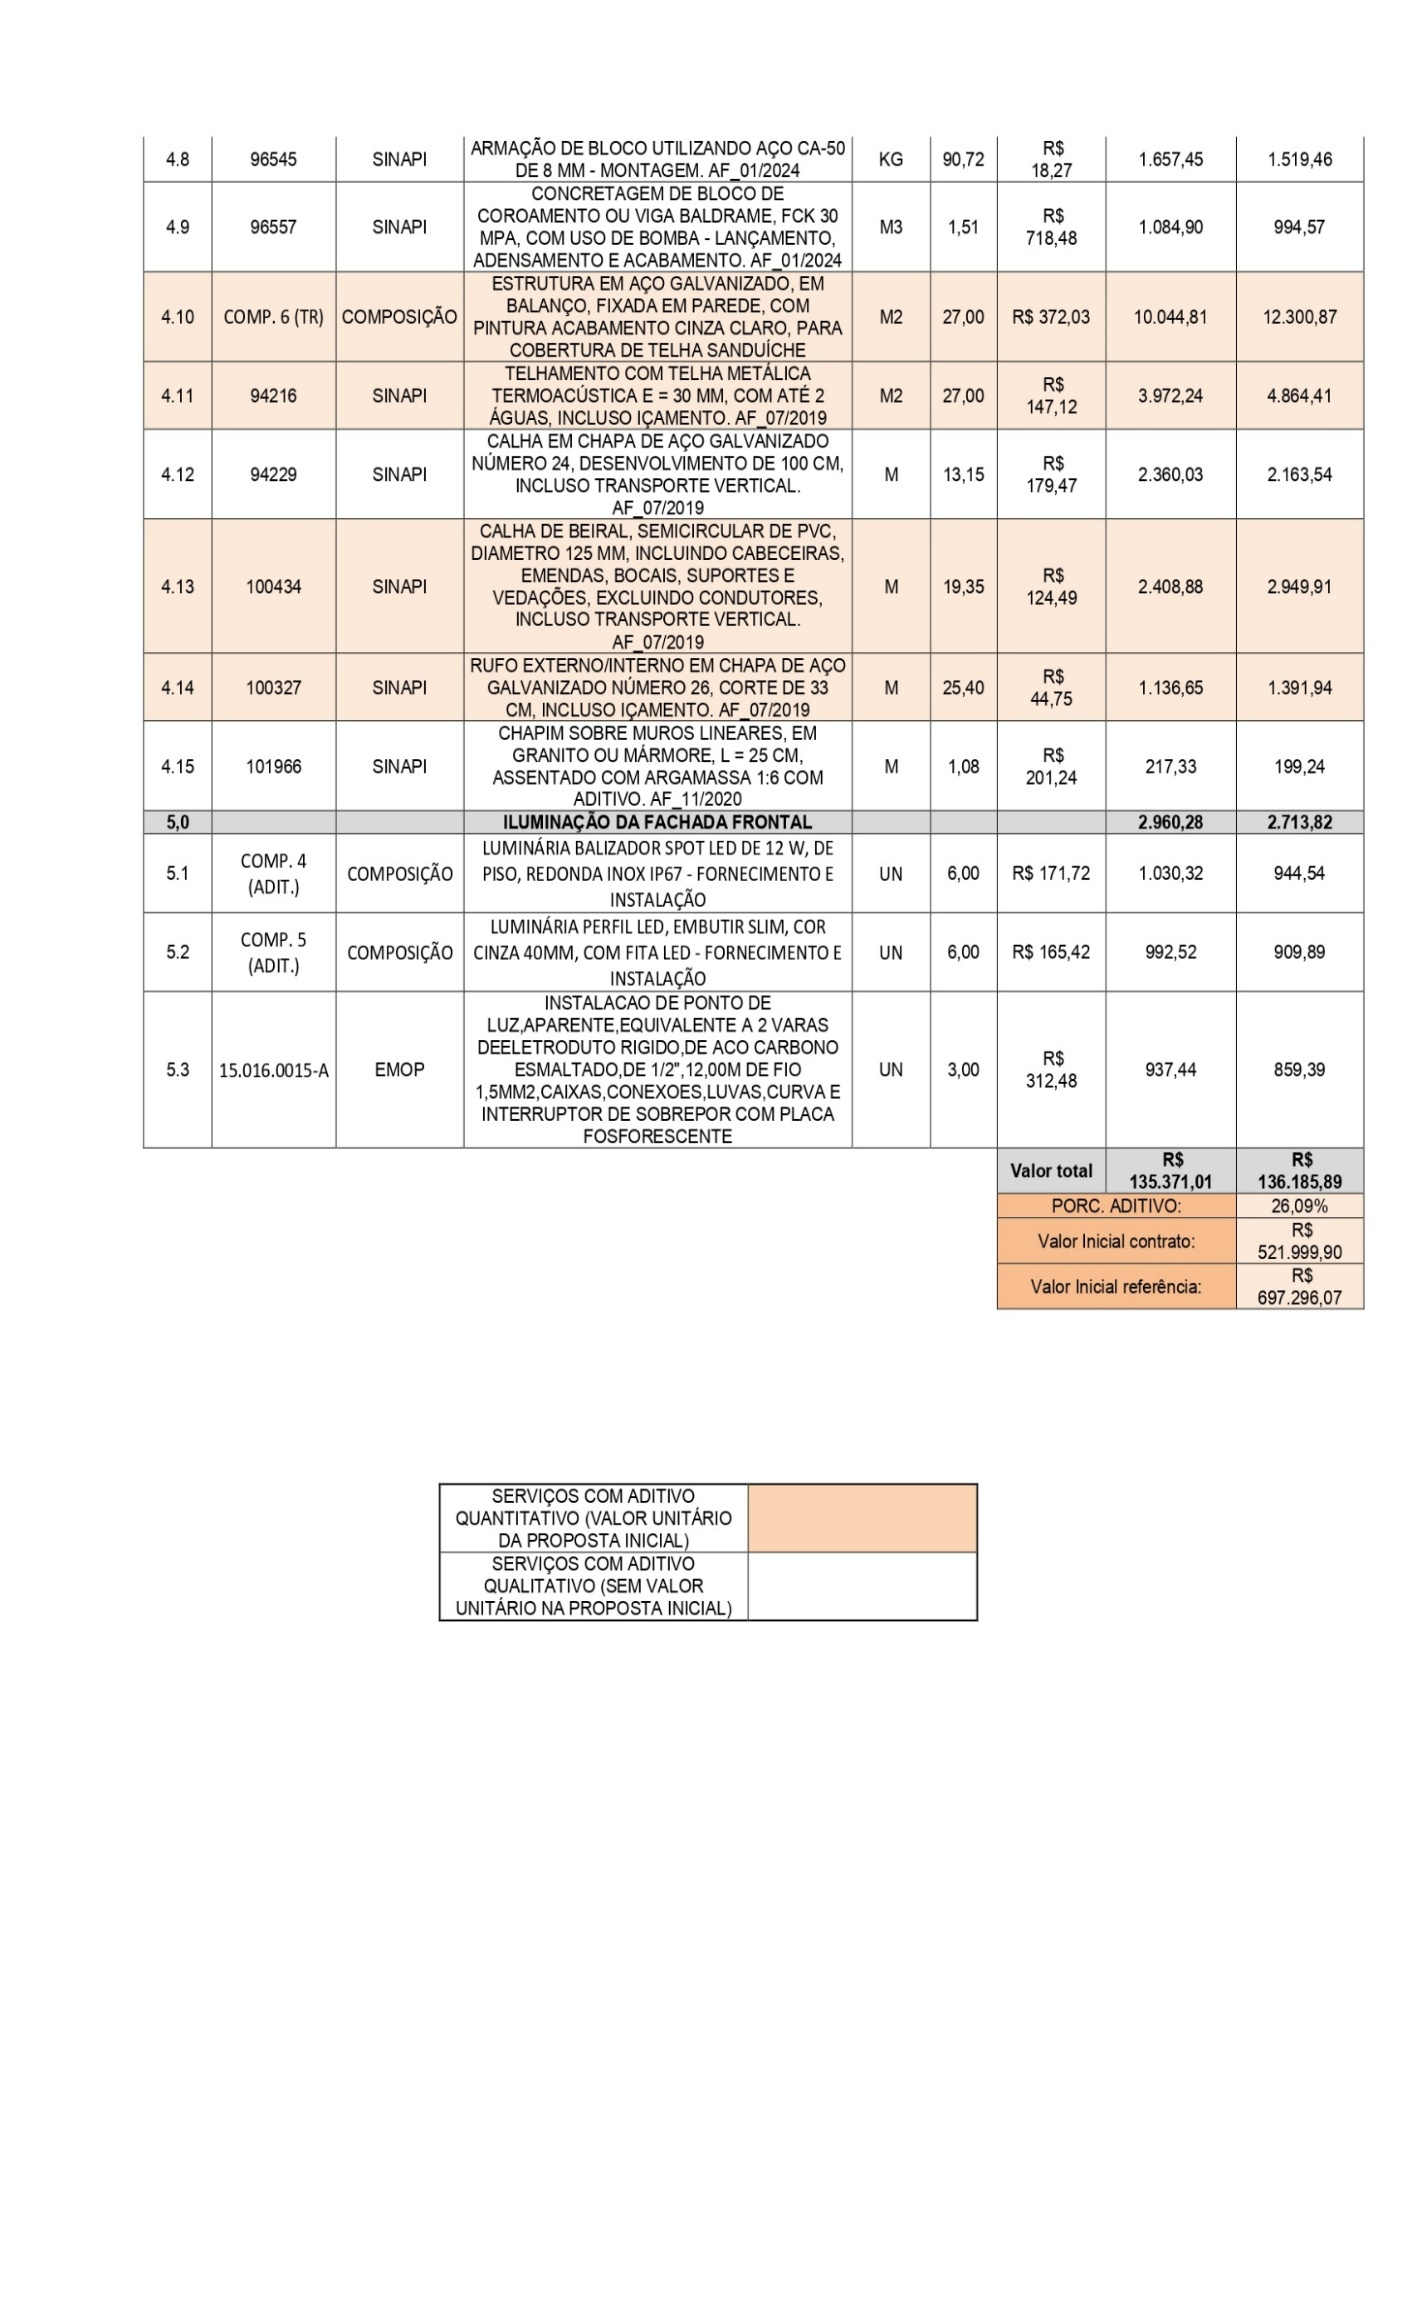 4.8 96545 SINAPI ARMAÇÃO DE BLOCO UTILIZANDO AÇO CA-50 DE 8 MM - MONTAGEM. AF_01/2024 KG 90,72 R$ 18,27 1.657,45 1.519,46
4.9 96557 SINAPI CONCRETAGEM DE BLOCO DE COROAMENTO OU VIGA BALDRAME, FCK 30 MPA, COM USO DE BOMBA - LANÇAMENTO, ADENSAMENTO E ACABAMENTO. AF_01/2024 M3 1,51 R$ 718,48 1.084,90 994,57
4.10 COMP. 6 (TR) COMPOSIÇÃO ESTRUTURA EM AÇO GALVANIZADO, EM BALANÇO, FIXADA EM PAREDE, COM PINTURA ACABAMENTO CINZA CLARO, PARA COBERTURA DE TELHA SANDUÍCHE M2 27,00 R$ 372,03 10.044,81 12.300,87
4.11 94216 SINAPI TELHAMENTO COM TELHA METÁLICA TERMOACÚSTICA E = 30 MM, COM ATÉ 2 ÁGUAS, INCLUSO IÇAMENTO. AF_07/2019 M2 27,00 R$ 147,12 3.972,24 4.864,41
4.12 94229 SINAPI CALHA EM CHAPA DE AÇO GALVANIZADO NÚMERO 24, DESENVOLVIMENTO DE 100 CM, INCLUSO TRANSPORTE VERTICAL. AF_07/2019 M 13,15 R$ 179,47 2.360,03 2.163,54
4.13 100434 SINAPI CALHA DE BEIRAL, SEMICIRCULAR DE PVC, DIAMETRO 125 MM, INCLUINDO CABECEIRAS, EMENDAS, BOCAIS, SUPORTES E VEDAÇÕES, EXCLUINDO CONDUTORES, INCLUSO TRANSPORTE VERTICAL. AF_07/2019 M 19,35 R$ 124,49 2.408,88 2.949,91
4.14 100327 SINAPI RUFO EXTERNO/INTERNO EM CHAPA DE AÇO GALVANIZADO NÚMERO 26, CORTE DE 33 CM, INCLUSO IÇAMENTO. AF_07/2019 M 25,40 R$ 44,75 1.136,65 1.391,94
4.15 101966 SINAPI CHAPIM SOBRE MUROS LINEARES, EM GRANITO OU MÁRMORE, L = 25 CM, ASSENTADO COM ARGAMASSA 1:6 COM ADITIVO. AF_11/2020 M 1,08 R$ 201,24 217,33 199,24
5,0 ILUMINAÇÃO DA FACHADA FRONTAL 2.960,28 2.713,82
5.1 COMP. 4 (ADIT.) COMPOSIÇÃO LUMINÁRIA BALIZADOR SPOT LED DE 12 W, DE PISO, REDONDA INOX IP67 - FORNECIMENTO E INSTALAÇÃO UN 6,00 R$ 171,72 1.030,32 944,54
5.2 COMP. 5 (ADIT.) COMPOSIÇÃO LUMINÁRIA PERFIL LED, EMBUTIR SLIM, COR CINZA 40MM, COM FITA LED - FORNECIMENTO E INSTALAÇÃO UN 6,00 R$ 165,42 992,52 909,89
5.3 15.016.0015-A EMOP INSTALACAO DE PONTO DE LUZ,APARENTE,EQUIVALENTE A 2 VARAS DEELETRODUTO RIGIDO,DE ACO CARBONO ESMALTADO,DE 1/2",12,00M DE FIO 1,5MM2,CAIXAS,CONEXOES,LUVAS,CURVA E INTERRUPTOR DE SOBREPOR COM PLACA FOSFORESCENTE UN 3,00 R$ 312,48 937,44 859,39
Valor total R$ 135.371,01 R$ 136.185,89
PORC. ADITIVO: 26,09%
Valor Inicial contrato: R$ 521.999,90
Valor Inicial referência: R$ 697.296,07
SERVIÇOS COM ADITIVO
QUANTITATIVO (VALOR UNITÁRIO
DA PROPOSTA INICIAL)
SERVIÇOS COM ADITIVO
QUALITATIVO (SEM VALOR
UNITÁRIO NA PROPOSTA INICIAL)